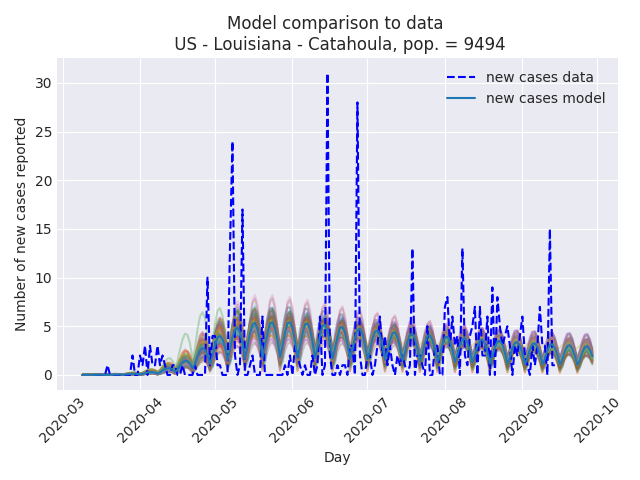 Model comparison to data
US - Louisiana - Catahoula, pop. = 9494
new cases data
new cases model
Number of new cases reported
30
25
20
15
10
5
0
2020-03
2020-04
2020-05
2020-06
2020-07
2020-08
2020-09
2020-10
Day